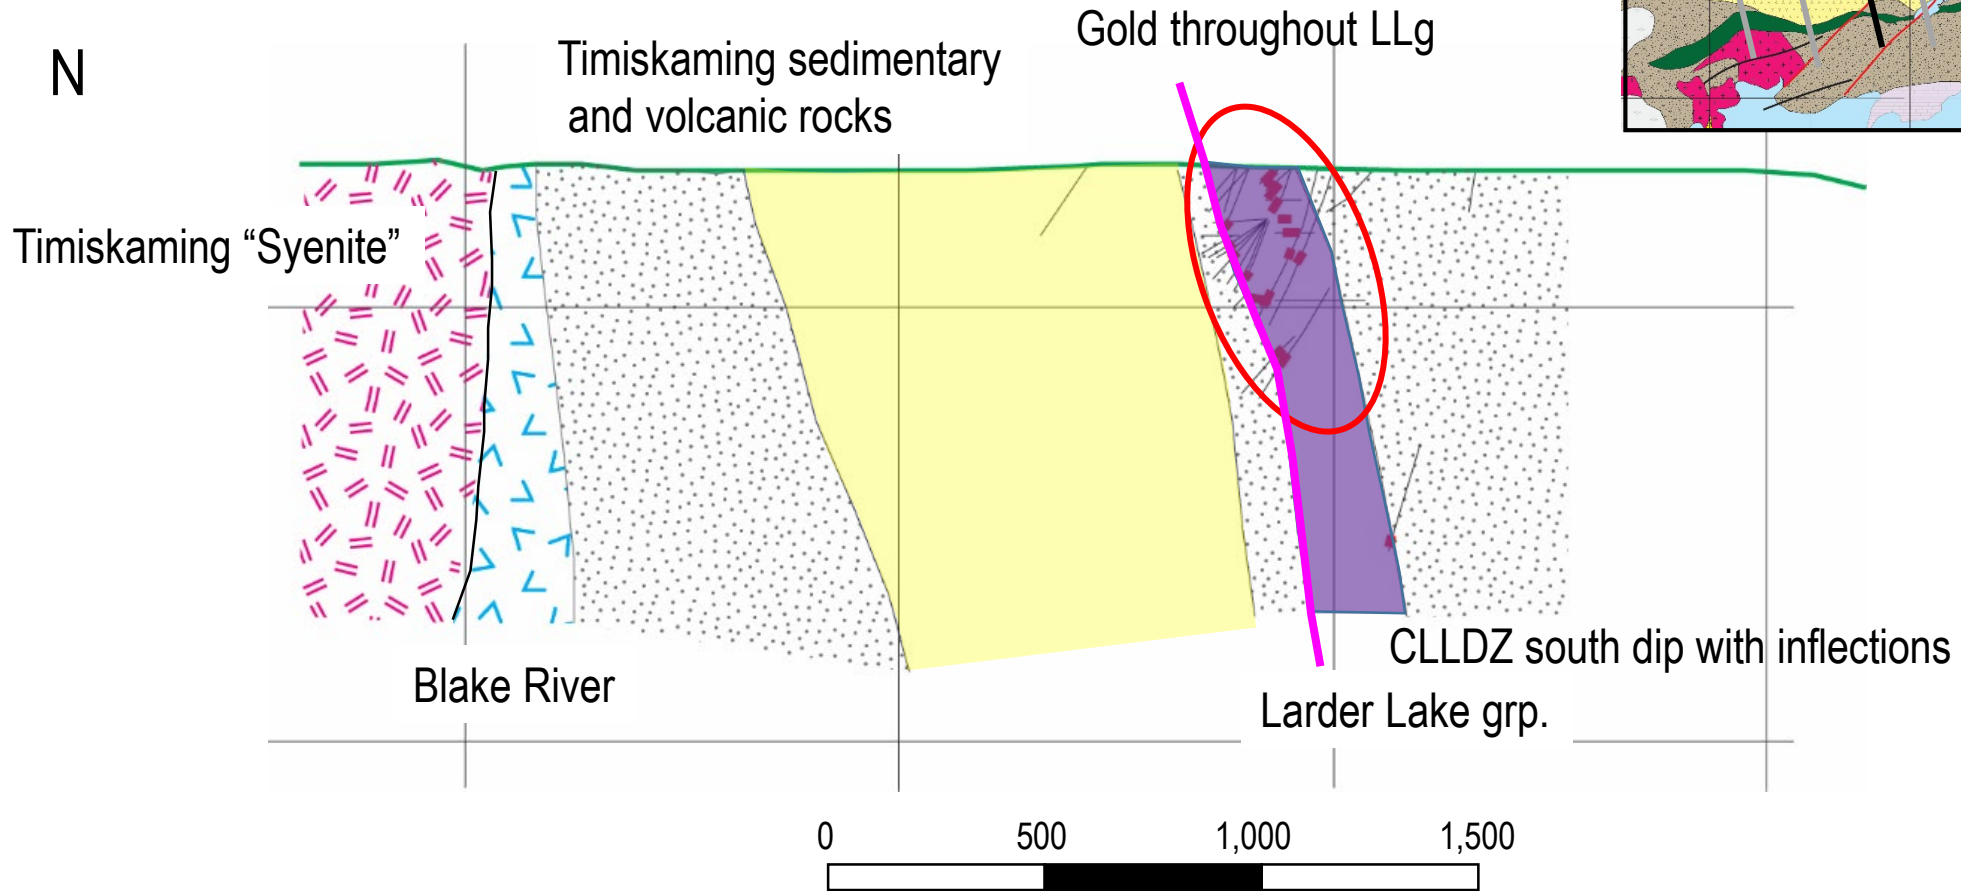 N
Timiskaming sedimentary
and volcanic rocks
Gold throughout LLg
Timiskaming “Syenite”
Blake River
CLLDZ south dip with inflections
Larder Lake grp.
0 500 1,000 1,500